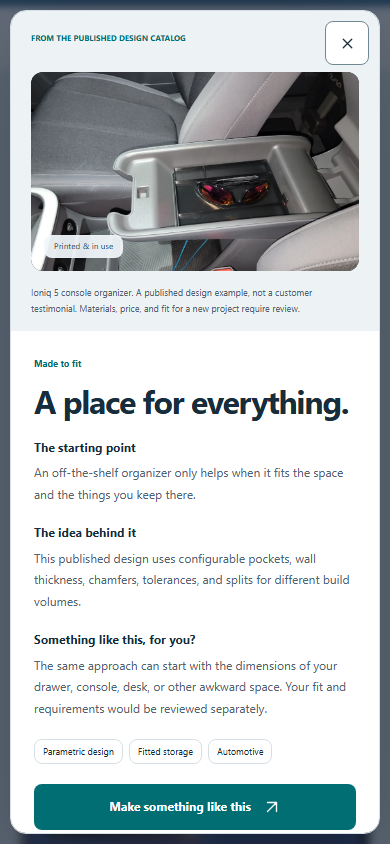 FROM THE PUBLISHED DESIGN CATALOG
Printed & in use
Ioniq 5 console organizer. A published design example, not a customer
testimonial. Materials, price, and fit for a new project require review.
Made to fit
A place for everything.
The starting point
An off-the-shelf organizer only helps when it fits the space
and the things you keep there.
The idea behind it
This published design uses configurable pockets, wall
thickness, chamfers, tolerances, and splits for different build
volumes.
Something like this, for you?
The same approach can start with the dimensions of your
drawer, console, desk, or other awkward space. Your fit and
requirements would be reviewed separately.
Parametric design
Fitted storage
Automotive
Make something like this